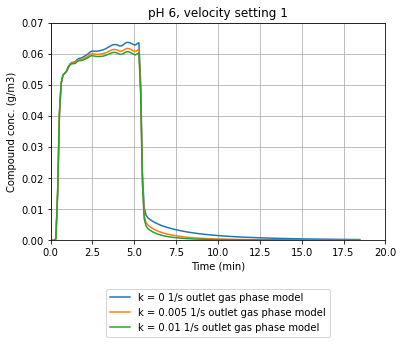 pH 6, velocity setting 1
Compound conc. (g/m3)
0.07
0.06
0.05
0.04
0.03
0.02
0.01
0.00
0.0 2.5 5.0 7.5 10.0 12.5 15.0 17.5 20.0
Time (min)
k = 0 1/s outlet gas phase model
k = 0.005 1/s outlet gas phase model
k = 0.01 1/s outlet gas phase model